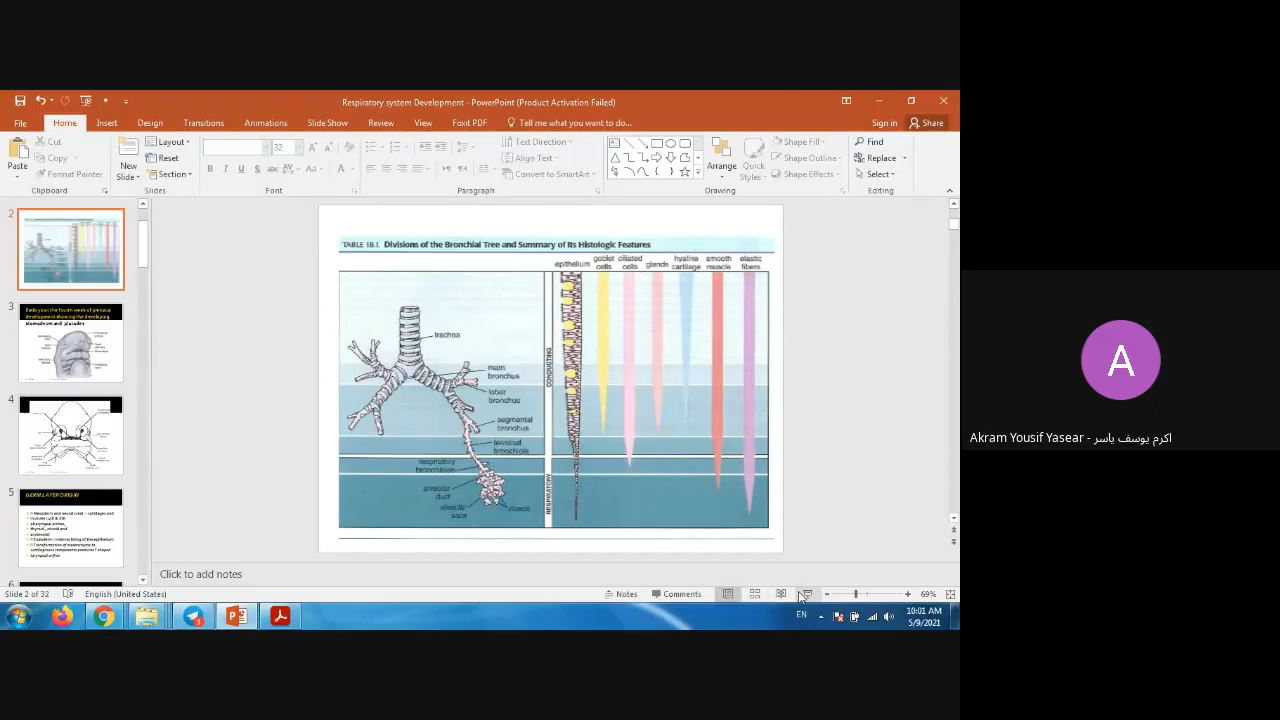 Respiratory system Development - PowerPoint (Product Activation Failed)
File Home Insert Design Transitions Animations Slide Show Review View Foxit PDF Tell me what you want to do... Sign in Share
Cut
Copy
Format Painter
Paste
Clipboard
New Slide
Layout
Reset
Section
Slides
32
Font
Text Direction
Align Text
Convert to SmartArt
Paragraph
Arrange
Quick Styles
Shape Fill
Shape Outline
Shape Effects
Drawing
Find
Replace
Select
Editing
2
3
4
5
GERM LAYER ORIGIN
6
TABLE 18.1. Divisions of the Bronchial Tree and Summary of Its Histologic Features
epithelium goblet cells ciliated cells glands hyaline cartilage smooth muscle elastic fibers
trachea
main bronchus
lobar bronchus
segmental bronchus
terminal bronchiole
respiratory bronchioles
alveolar duct
alveolar sacs
alveoli
CONDUCTING
RESPIRATORY
Click to add notes
Slide 2 of 32 English (United States) Notes Comments 69%
EN
10:01 AM
5/9/2021
A
Akram Yousif Yasear - اكرم يوسف ياسر